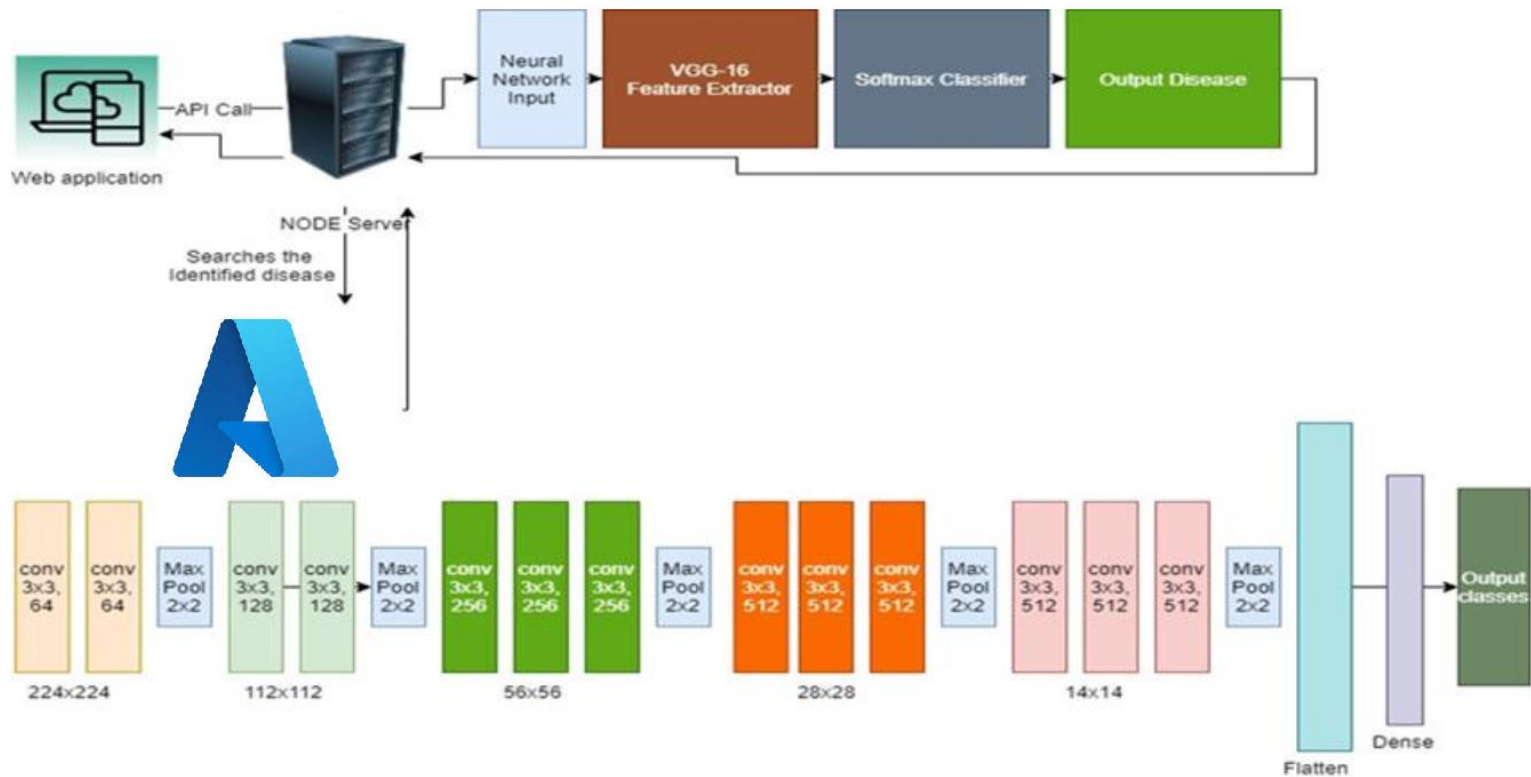 Neural
Network
Input
VGG-16
Feature Extractor
Softmax Classifier
Output Disease
API Call
Web application
NODE Server
Searches the
Identified disease
conv
3x3,
64
conv
3x3,
64
Max
Pool
2x2
conv
3x3,
128
conv
3x3,
128
Max
Pool
2x2
conv
3x3,
256
conv
3x3,
256
conv
3x3,
256
Max
Pool
2x2
conv
3x3,
512
conv
3x3,
512
conv
3x3,
512
Max
Pool
2x2
conv
3x3,
512
conv
3x3,
512
conv
3x3,
512
Max
Pool
2x2
Output
classes
224x224
112x112
56x56
28x28
14x14
Dense
Flatten